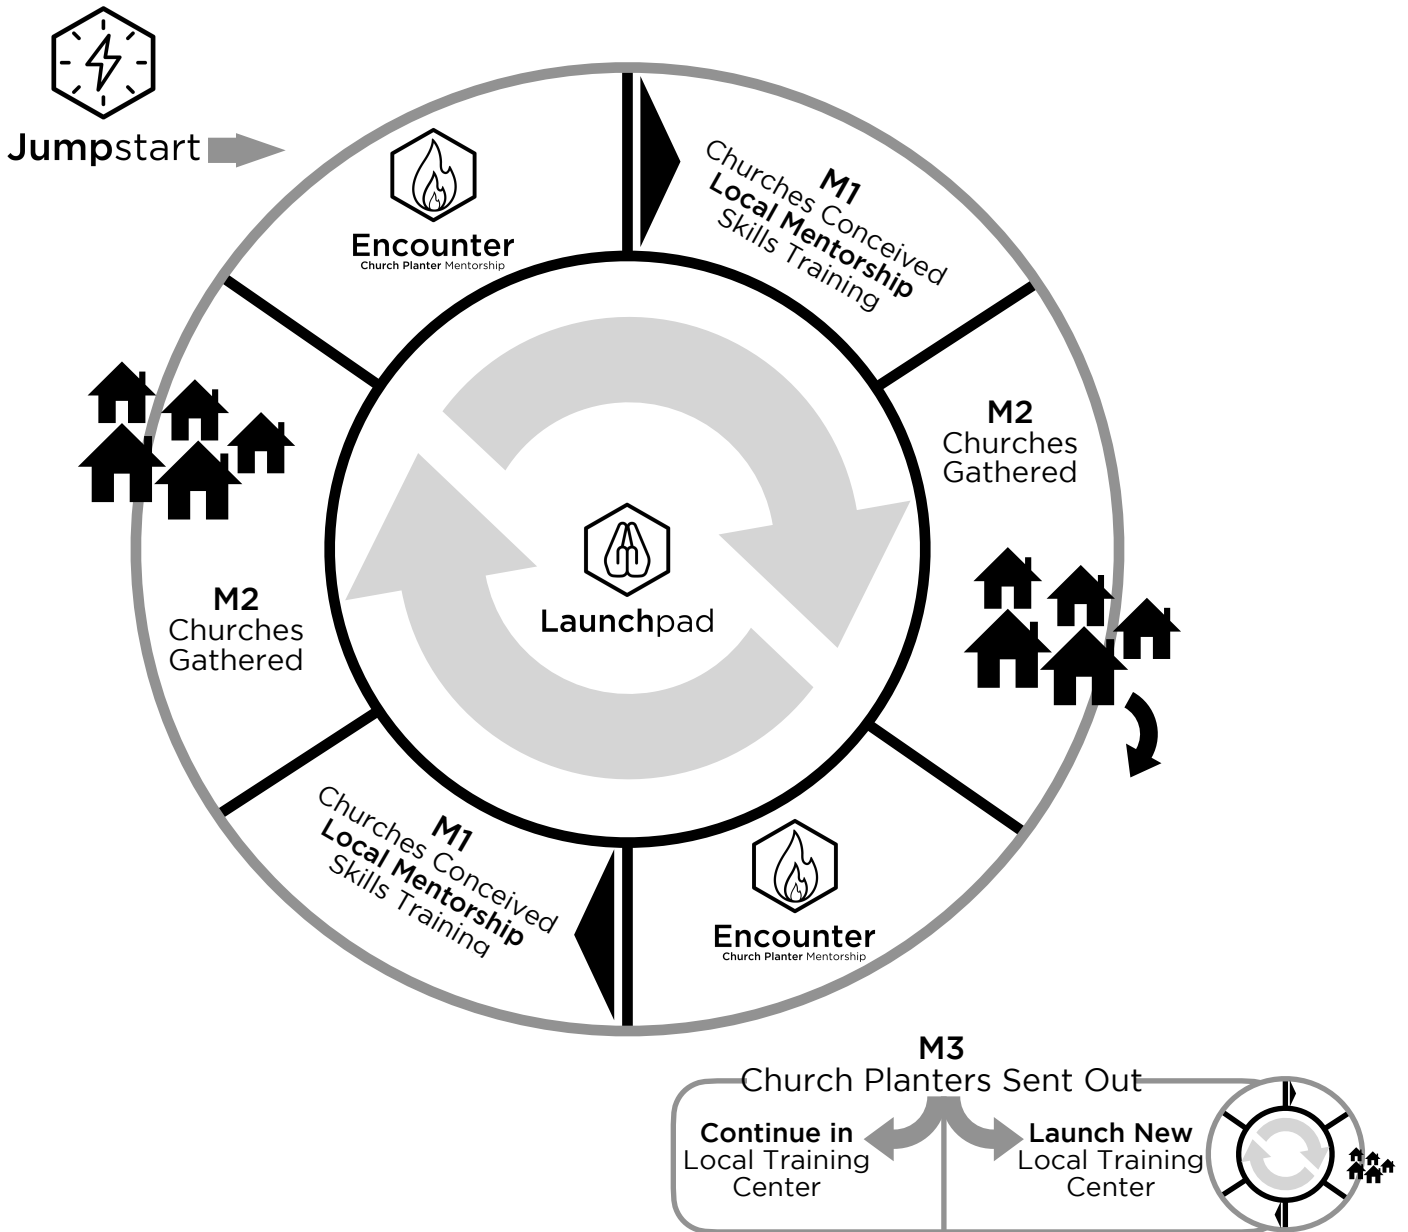 Jumpstart
Encounter
Church Planter Mentorship
M1
Churches Conceived
Local Mentorship
Skills Training
M2
Churches
Gathered
Launchpad
M2
Churches
Gathered
M1
Churches Conceived
Local Mentorship
Skills Training
Encounter
Church Planter Mentorship
M3
Church Planters Sent Out
Continue in
Local Training
Center
Launch New
Local Training
Center